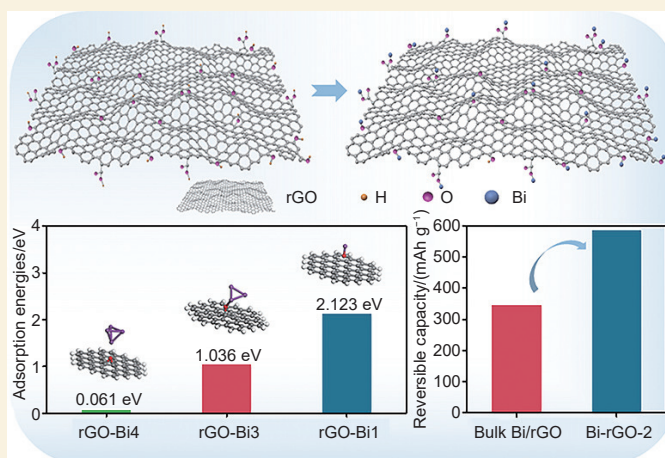 rGO H O Bi
Adsorption energies/eV
4
3
2
1
0
0.061 eV
1.036 eV
2.123 eV
rGO-Bi4 rGO-Bi3 rGO-Bi1
Reversible capacity/(mAh g⁻¹)
600
500
400
300
200
100
0
Bulk Bi/rGO Bi-rGO-2